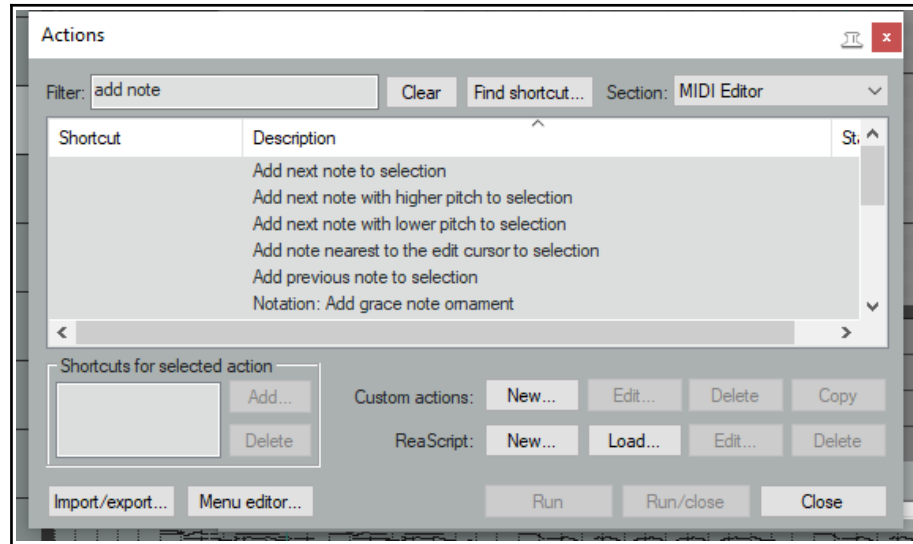 Actions
Filter: add note Clear Find shortcut... Section: MIDI Editor
Shortcut Description
Add next note to selection
Add next note with higher pitch to selection
Add next note with lower pitch to selection
Add note nearest to the edit cursor to selection
Add previous note to selection
Notation: Add grace note ornament
Shortcuts for selected action
Add... Custom actions: New... Edit... Delete Copy
Delete ReaScript: New... Load... Edit... Delete
Import/export... Menu editor... Run Run/close Close